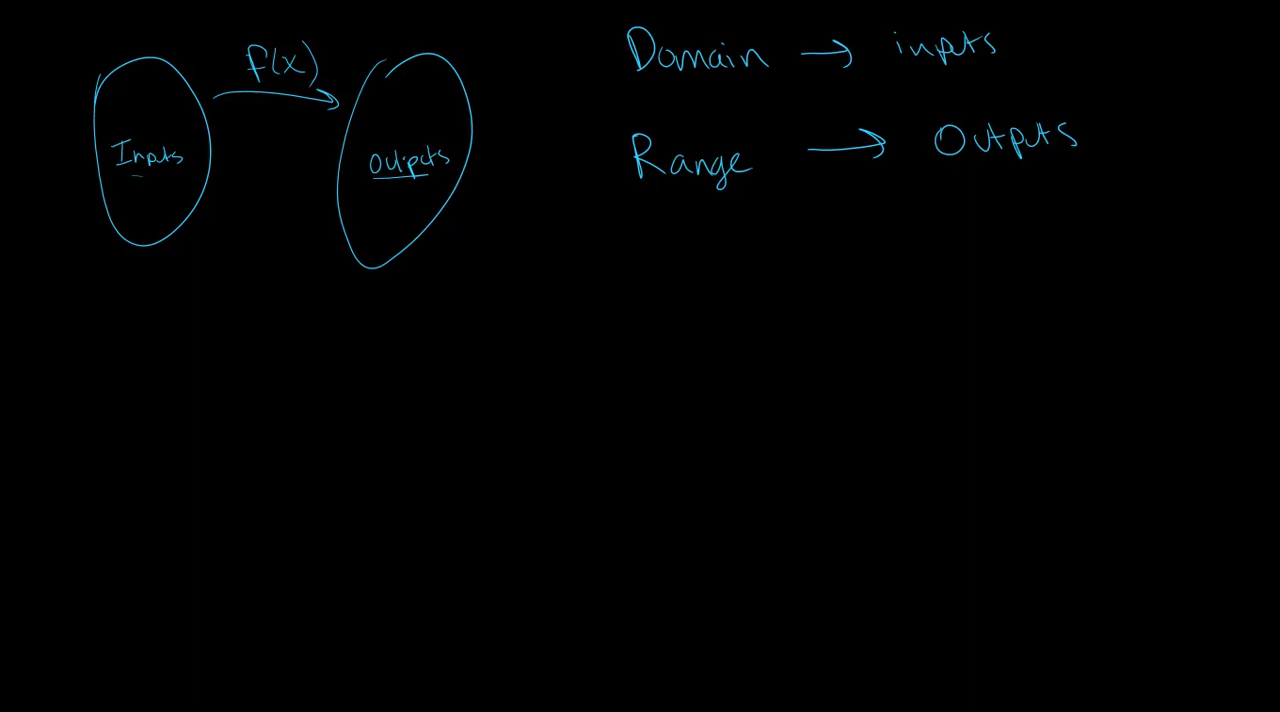 f(x)
Inputs
Outputs
Domain → inputs
Range → Outputs